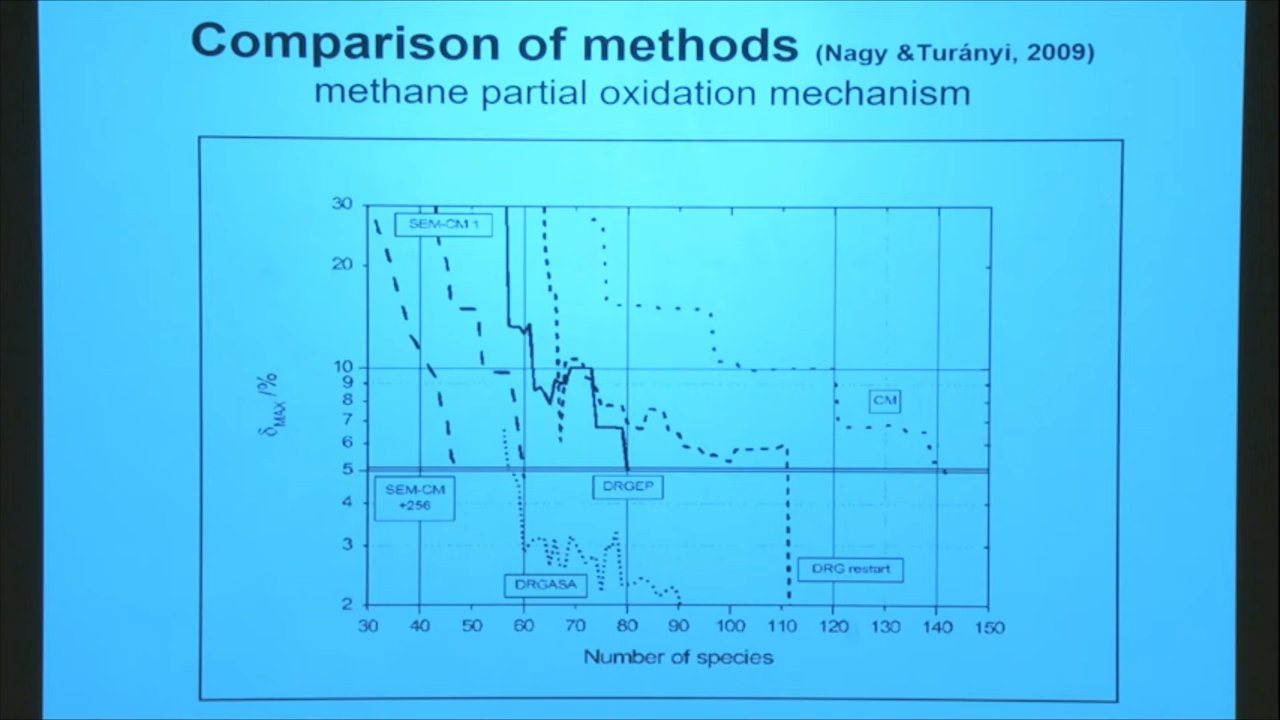 Comparison of methods (Nagy &Turányi, 2009)
methane partial oxidation mechanism
30
20
10
9
8
7
6
5
4
3
2
δMAX /%
SEM-CM 1
CM
SEM-CM
+256
DRGEP
DRGASA
DRG restart
30 40 50 60 70 80 90 100 110 120 130 140 150
Number of species